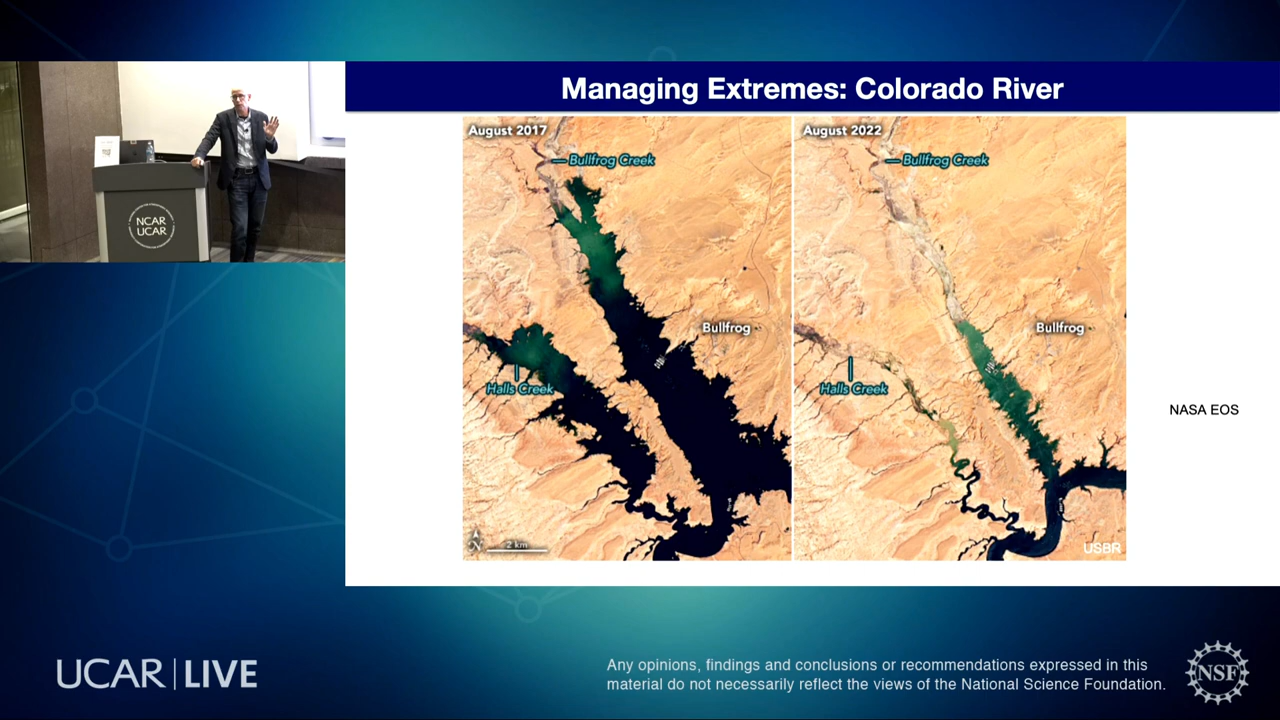 Managing Extremes: Colorado River
August 2017
Bullfrog Creek
Bullfrog
Halls Creek
N
2 km
August 2022
Bullfrog Creek
Bullfrog
Halls Creek
USBR
NASA EOS
NCAR
UCAR
UCAR | LIVE
Any opinions, findings and conclusions or recommendations expressed in this
material do not necessarily reflect the views of the National Science Foundation.
NSF